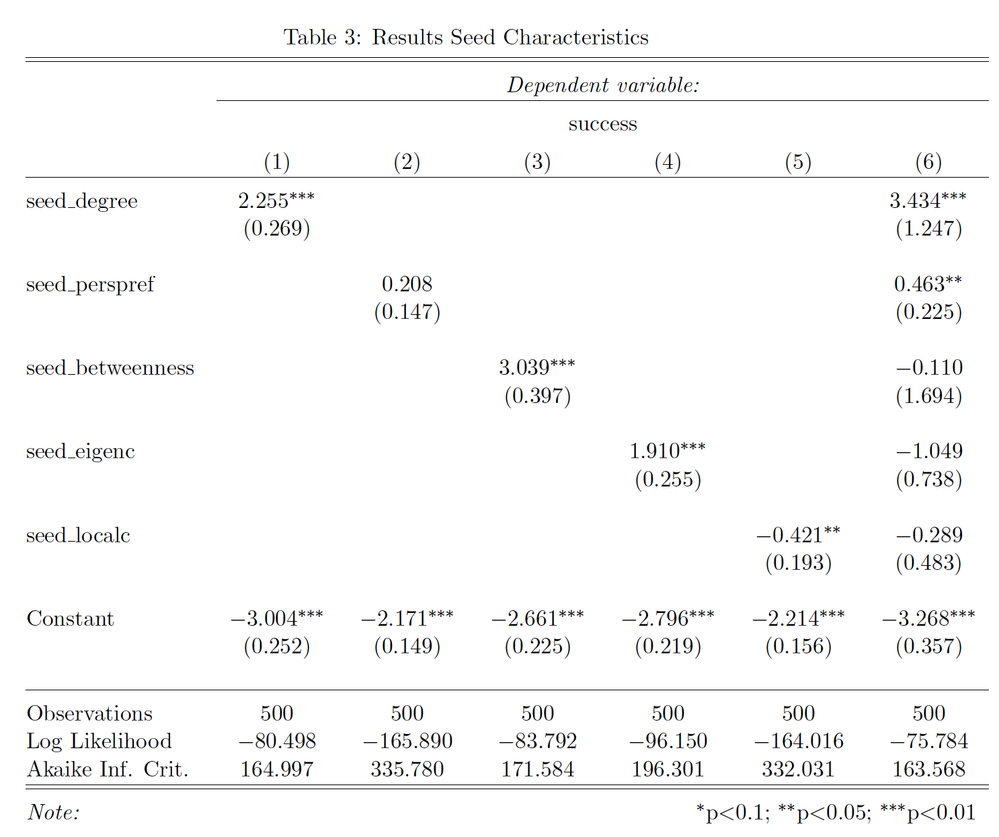 Table 3: Results Seed Characteristics
Dependent variable:
success
(1) (2) (3) (4) (5) (6)
seed_degree 2.255*** 3.434***
(0.269) (1.247)
seed_perspref 0.208 0.463**
(0.147) (0.225)
seed_betweenness 3.039*** −0.110
(0.397) (1.694)
seed_eigenc 1.910*** −1.049
(0.255) (0.738)
seed_localc −0.421** −0.289
(0.193) (0.483)
Constant −3.004*** −2.171*** −2.661*** −2.796*** −2.214*** −3.268***
(0.252) (0.149) (0.225) (0.219) (0.156) (0.357)
Observations 500 500 500 500 500 500
Log Likelihood −80.498 −165.890 −83.792 −96.150 −164.016 −75.784
Akaike Inf. Crit. 164.997 335.780 171.584 196.301 332.031 163.568
Note: *p<0.1; **p<0.05; ***p<0.01